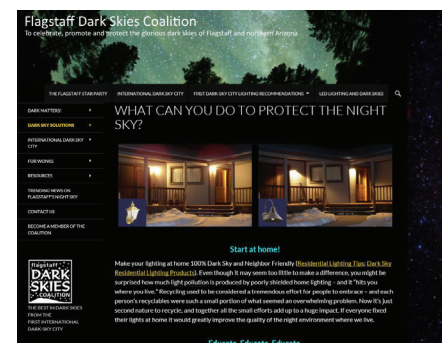 Flagstaff Dark Skies Coalition
To celebrate, promote and protect the glorious dark skies of Flagstaff and northern Arizona
THE FLAGSTAFF STAR PARTY
INTERNATIONAL DARK SKY CITY
FIRST DARK SKY CITY LIGHTING RECOMMENDATIONS
LED LIGHTING AND DARK SKIES
DARK MATTERS!
DARK SKY SOLUTIONS
INTERNATIONAL DARK SKY
CITY
FOR WONKS
RESOURCES
TRENDING NEWS ON
FLAGSTAFF'S NIGHT SKY
CONTACT US
BECOME A MEMBER OF THE
COALITION
flagstaff
DARK
SKIES
COALITION
THE BEST IN DARK SKIES
FROM THE
FIRST INTERNATIONAL
DARK-SKY CITY
WHAT CAN YOU DO TO PROTECT THE NIGHT
SKY?
Start at home!
Make your lighting at home 100% Dark Sky and Neighbor Friendly (Residential Lighting Tips; Dark Sky
Residential Lighting Products). Even though it may seem too little to make a difference, you might be
surprised how much light pollution is produced by poorly shielded home lighting – and it "hits you
where you live." Recycling used to be considered a tremendous effort for people to embrace – and each
person's recyclables were such a small portion of what seemed an overwhelming problem. Now it's just
second nature to recycle, and together all the small efforts add up to a huge impact. If everyone fixed
their lights at home it would greatly improve the quality of the night environment where we live.
Educate, Educate, Educate